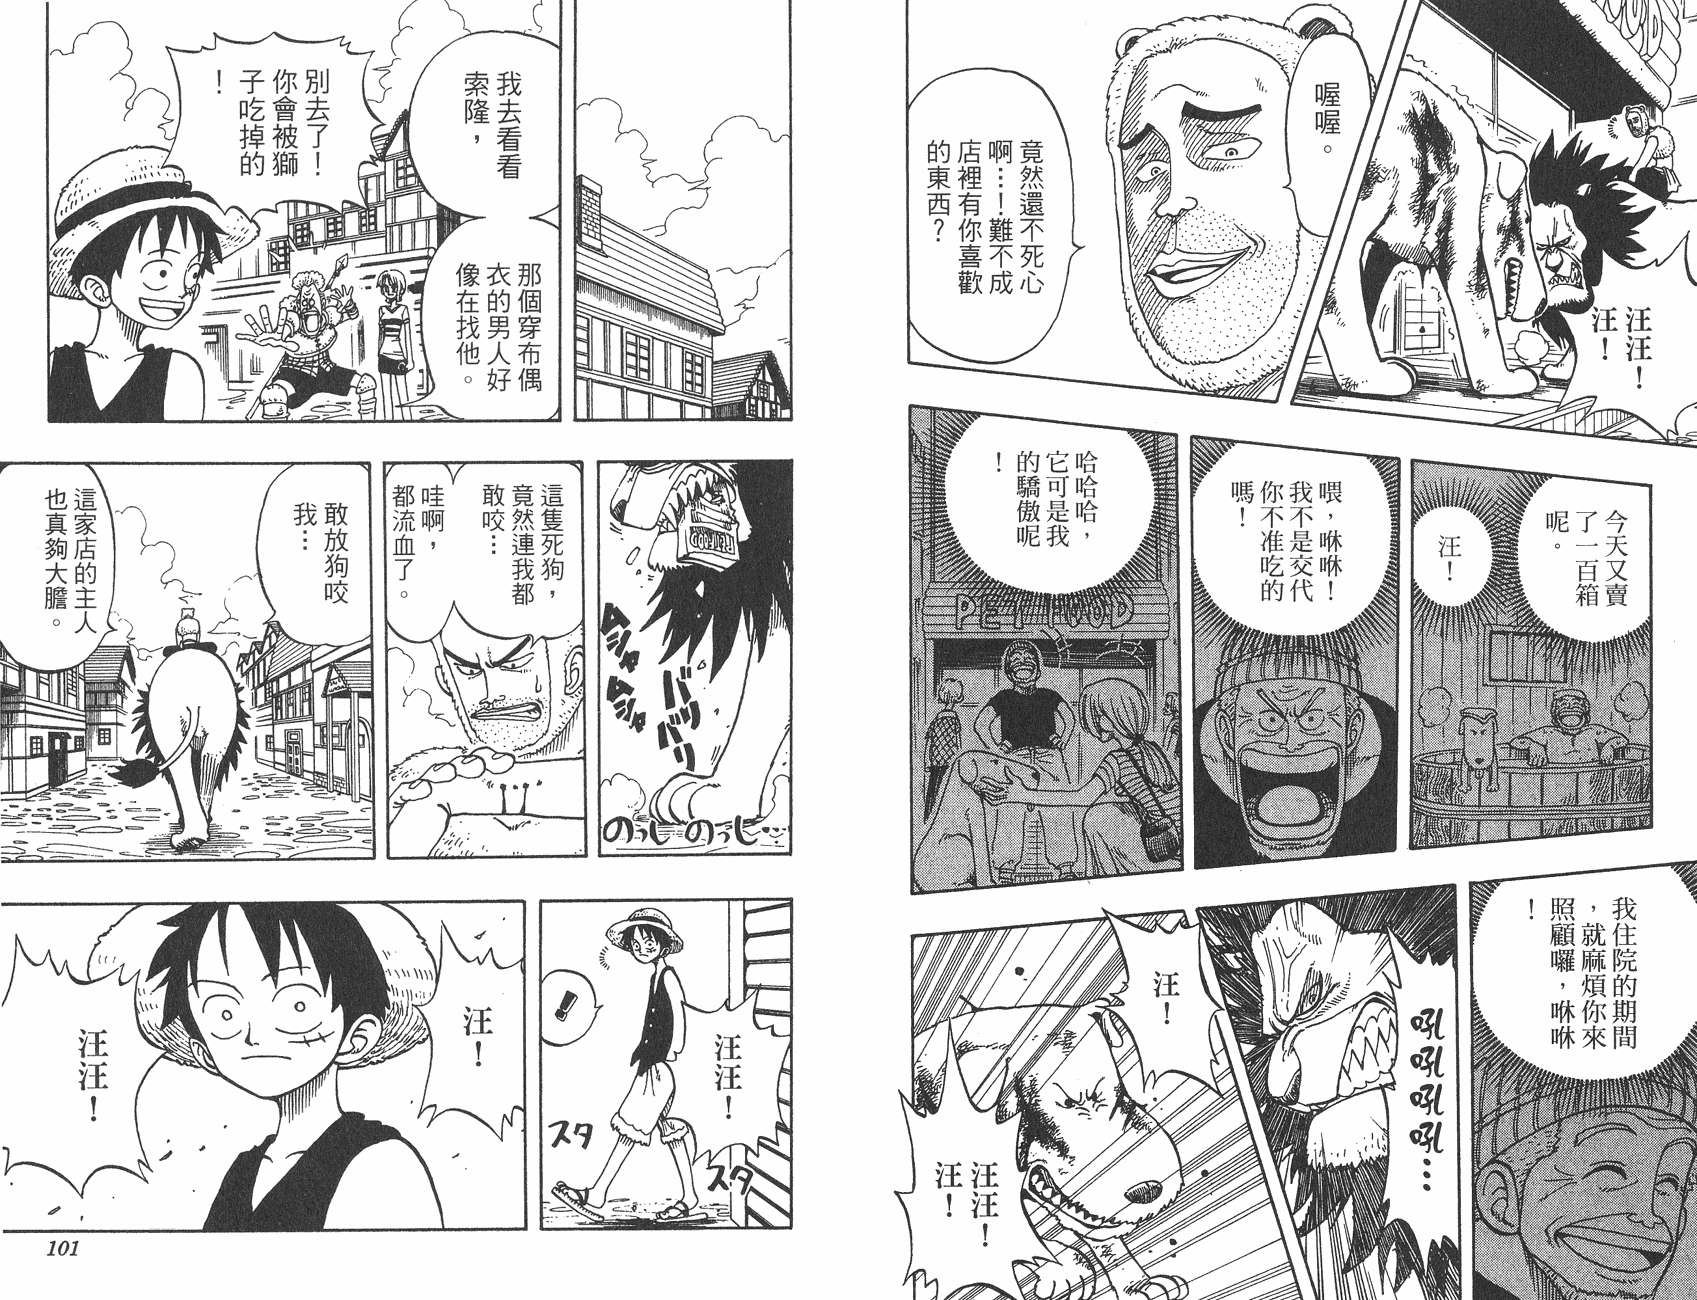 喔喔。
竟然還不死心
啊…！難不成
店裡有你喜歡
的東西？
汪汪！
汪！
今天又賣
了一百箱
呢。
汪！
喂，咻咻！
我不是交代
你不准吃的
嗎！
哈哈哈，
它可是我
的驕傲呢
！
PET FOOD
我住院的期間
，就麻煩你來
照顧囉，咻咻
！
吼吼吼吼…
汪！
汪汪！
汪！
我去看看
索隆，
那個穿布偶
衣的男人好
像在找他。
別去了！
你會被獅
子吃掉的
！
ムシャ
ムシャ
バリ
バリ
のっし のっし
這隻死狗，
竟然連我都
敢咬…
哇啊，
都流血了。
敢放狗咬
我…
這家店的主人
也真夠大膽。
汪汪！
！
スタ
スタ
汪！
汪汪！
101